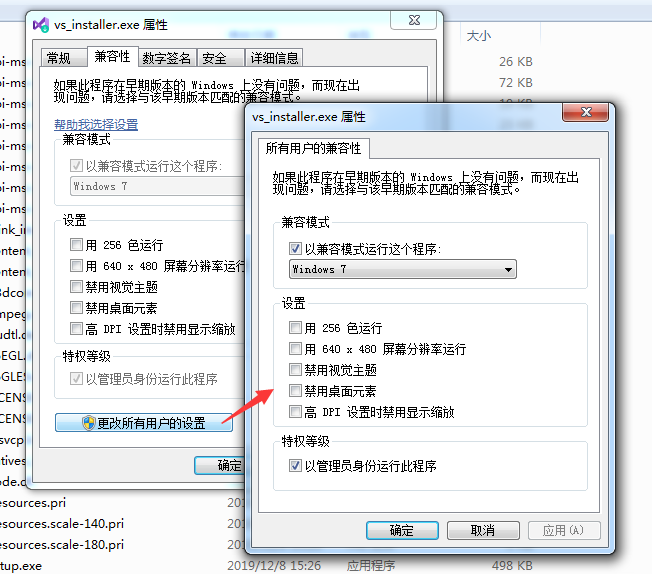 vs_installer.exe 属性
常规
兼容性
数字签名
安全
详细信息
如果此程序在早期版本的 Windows 上没有问题，而现在出
现问题，请选择与该早期版本匹配的兼容模式。
帮助我选择设置
兼容模式
以兼容模式运行这个程序:
Windows 7
设置
用 256 色运行
用 640 x 480 屏幕分辨率运行
禁用视觉主题
禁用桌面元素
高 DPI 设置时禁用显示缩放
特权等级
以管理员身份运行此程序
更改所有用户的设置
确定
vs_installer.exe 属性
所有用户的兼容性
如果此程序在早期版本的 Windows 上没有问题，而现在出
现问题，请选择与该早期版本匹配的兼容模式。
兼容模式
以兼容模式运行这个程序:
Windows 7
设置
用 256 色运行
用 640 x 480 屏幕分辨率运行
禁用视觉主题
禁用桌面元素
高 DPI 设置时禁用显示缩放
特权等级
以管理员身份运行此程序
确定
取消
应用(A)
大小
26 KB
72 KB
esources.pri
esources.scale-140.pri
esources.scale-180.pri
tup.exe
2019/12/8 15:26
应用程序
498 KB